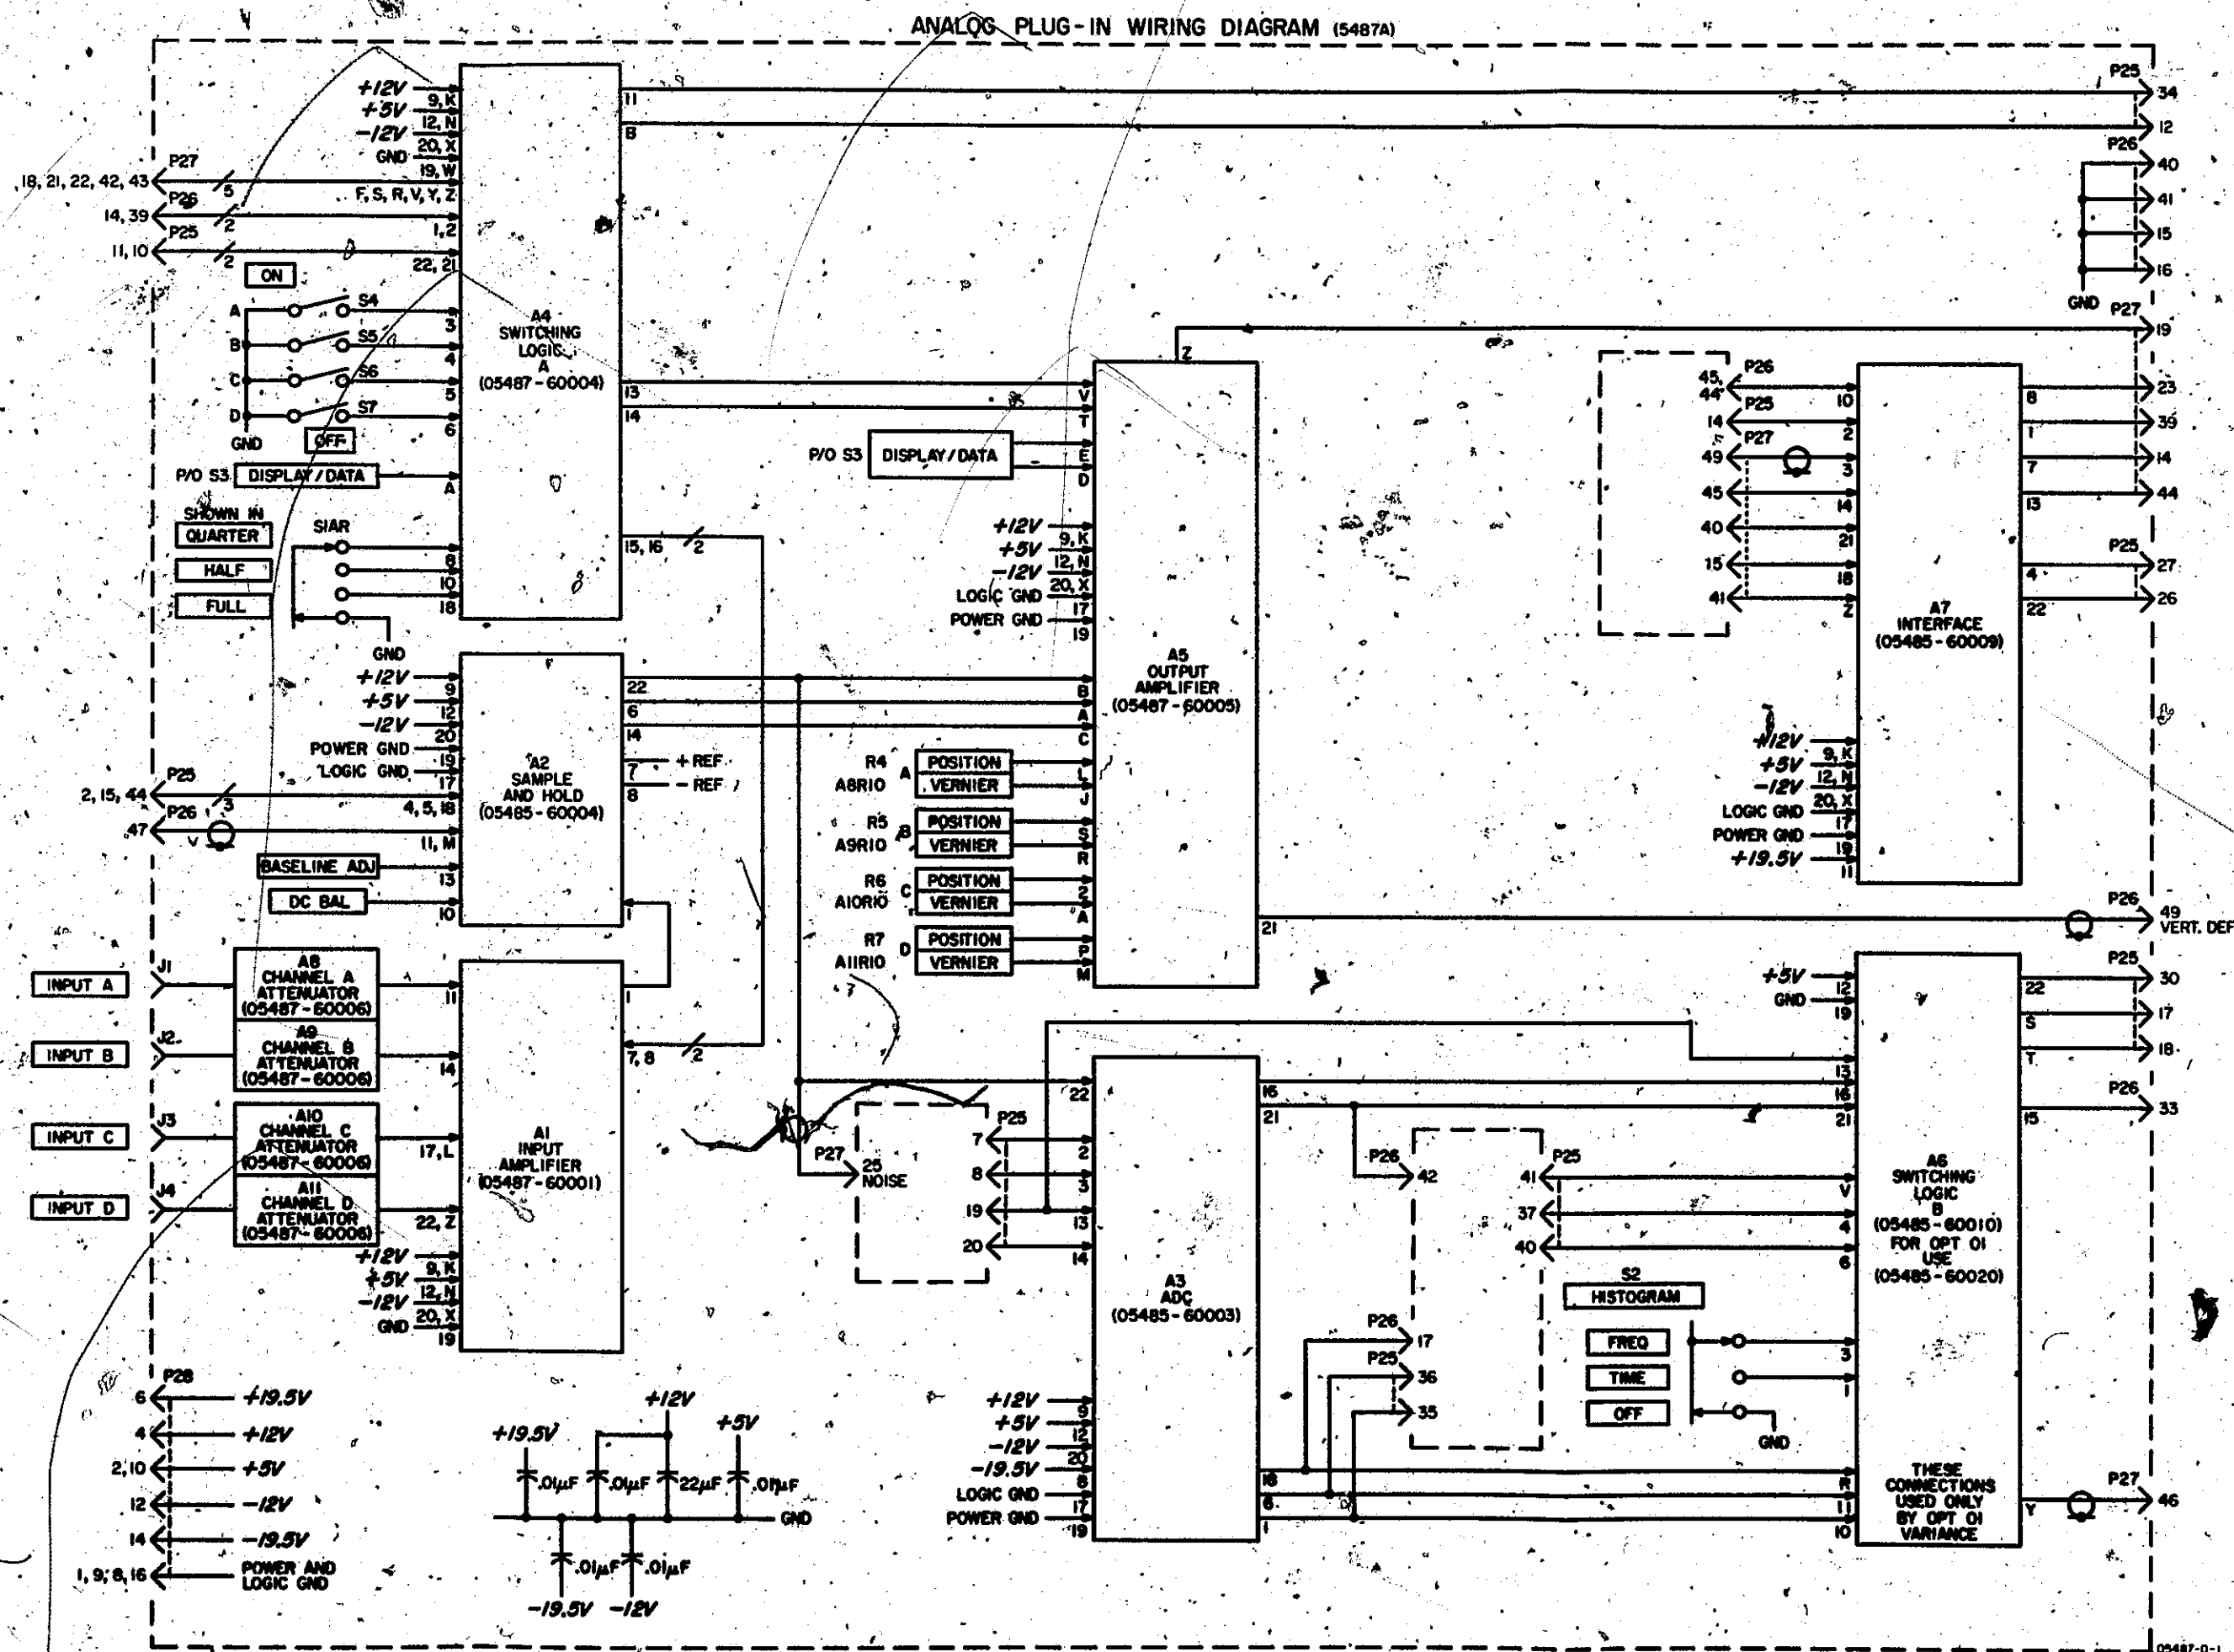 ANALOG PLUG-IN WIRING DIAGRAM (5487A)
+12V
9, K
+5V
12, N
-12V
20, X
GND
19, W
P27
18, 21, 22, 42, 43
5
F, S, R, V, Y, Z
P26
14, 39
2
1, 2
P25
11, 10
2
22, 21
ON
A
S4
3
B
S5
4
C
S6
5
D
S7
6
GND
OFF
P/O S3
DISPLAY/DATA
A
SHOWN IN
QUARTER
HALF
FULL
SIAR
8
10
18
GND
A4
SWITCHING
LOGIC
A
(05487-60004)
11
8
13
14
15, 16
2
P25
34
12
P26
40
41
15
16
GND
P27
19
23
39
14
44
P25
27
26
+12V
9
+5V
12
-12V
20
POWER GND
19
LOGIC GND
17
P25
2, 15, 44
3
4, 5, 18
P26
47
11, M
BASELINE ADJ
13
DC BAL
10
A2
SAMPLE
AND HOLD
(05485-60004)
22
6
14
7
+ REF
8
- REF
1
INPUT A
J1
A8
CHANNEL A
ATTENUATOR
(05487-60006)
11
INPUT B
J2
A9
CHANNEL B
ATTENUATOR
(05487-60006)
14
INPUT C
J3
A10
CHANNEL C
ATTENUATOR
(05487-60006)
17, L
INPUT D
J4
A11
CHANNEL D
ATTENUATOR
(05487-60006)
22, Z
+12V
9, K
+5V
12, N
-12V
20, X
GND
19
A1
INPUT
AMPLIFIER
(05487-60001)
1
7, 8
2
Z
V
T
P/O S3
DISPLAY/DATA
E
D
+12V
9, K
+5V
12, N
-12V
20, X
LOGIC GND
17
POWER GND
19
B
A
C
A5
OUTPUT
AMPLIFIER
(05487-60005)
R4
A
POSITION
L
A8R10
VERNIER
J
R5
B
POSITION
S
A9R10
VERNIER
R
R6
C
POSITION
2
A10R10
VERNIER
A
R7
D
POSITION
P
A11R10
VERNIER
M
21
P26
49
VERT. DEF
45,
44
P26
10
14
P25
2
49
P27
3
45
14
40
21
15
18
41
Z
A7
INTERFACE
(05485-60009)
8
1
7
13
4
22
+12V
9, K
+5V
12, N
-12V
20, X
LOGIC GND
17
POWER GND
19
+19.5V
11
P27
25
NOISE
P25
7
8
19
20
22
2
3
13
14
A3
ADC
(05485-60003)
16
21
+12V
9
+5V
12
-12V
20
-19.5V
8
LOGIC GND
17
POWER GND
19
18
6
1
P26
42
P26
17
P25
36
35
P25
41
37
40
S2
HISTOGRAM
FREQ
TIME
OFF
GND
+5V
12
GND
19
13
16
21
V
4
6
3
1
R
11
10
A6
SWITCHING
LOGIC
B
(05485-60010)
FOR OPT 01
USE
(05485-60020)
THESE
CONNECTIONS
USED ONLY
BY OPT 01
VARIANCE
22
S
T
15
Y
P25
30
17
18
P26
33
P27
46
P28
6
+19.5V
4
+12V
2, 10
+5V
12
-12V
14
-19.5V
1, 9, 8, 16
POWER AND
LOGIC GND
+12V
+19.5V
+5V
.01µF
.01µF
22µF
.01µF
GND
.01µF
.01µF
-19.5V
-12V
05487-D-1